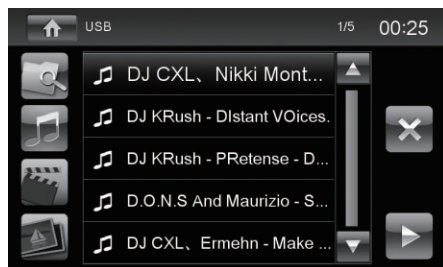 USB 1/5 00:25
DJ CXL、Nikki Mont...
DJ KRush - DIstant VOices.
DJ KRush - PRetense - D...
D.O.N.S And Maurizio - S...
DJ CXL、Ermehn - Make ...